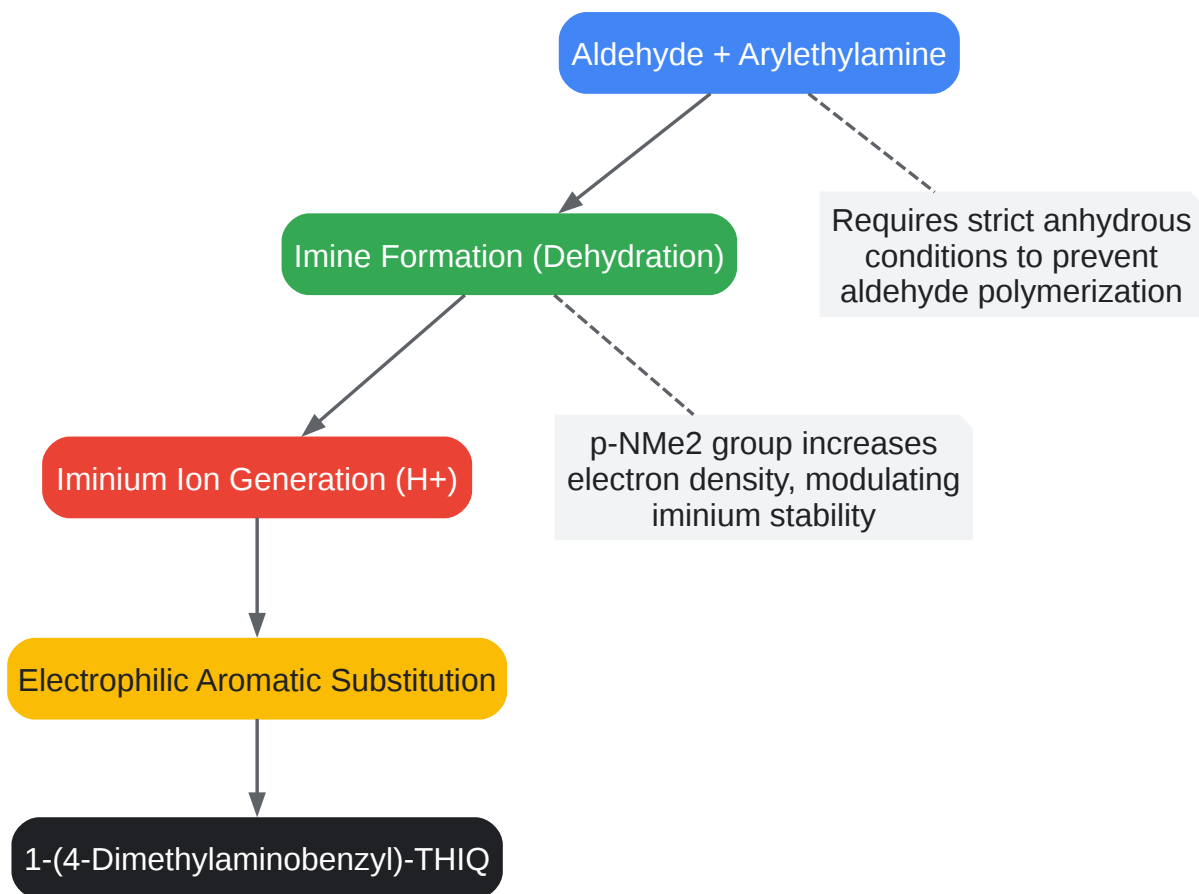 Aldehyde + Arylethylamine
Requires strict anhydrous
conditions to prevent
aldehyde polymerization
Imine Formation (Dehydration)
p-NMe2 group increases
electron density, modulating
iminium stability
Iminium Ion Generation (H+)
Electrophilic Aromatic Substitution
1-(4-Dimethylaminobenzyl)-THIQ